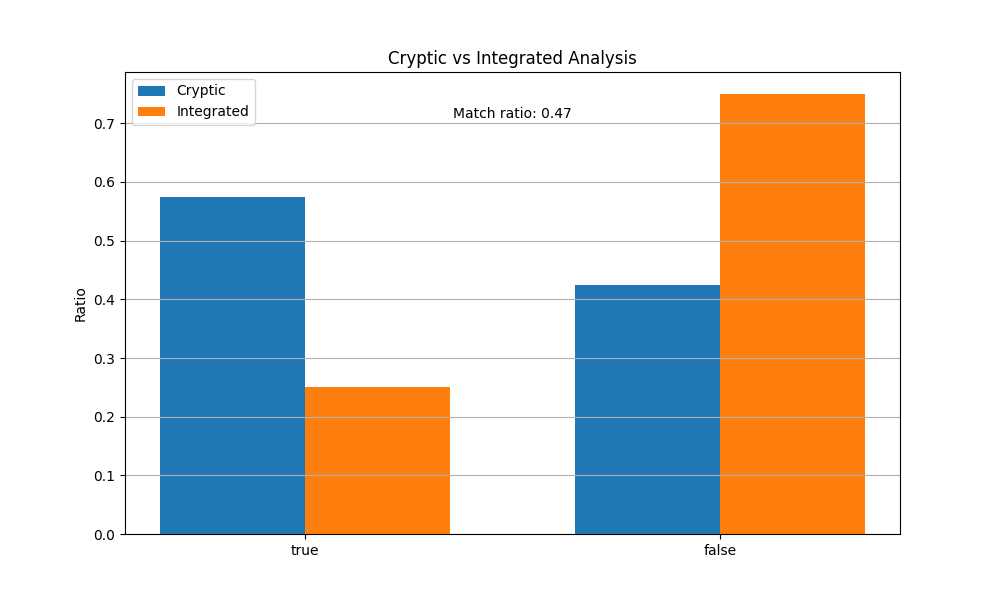 Cryptic vs Integrated Analysis
Cryptic
Integrated
Match ratio: 0.47
Ratio
0.7
0.6
0.5
0.4
0.3
0.2
0.1
0.0
true
false